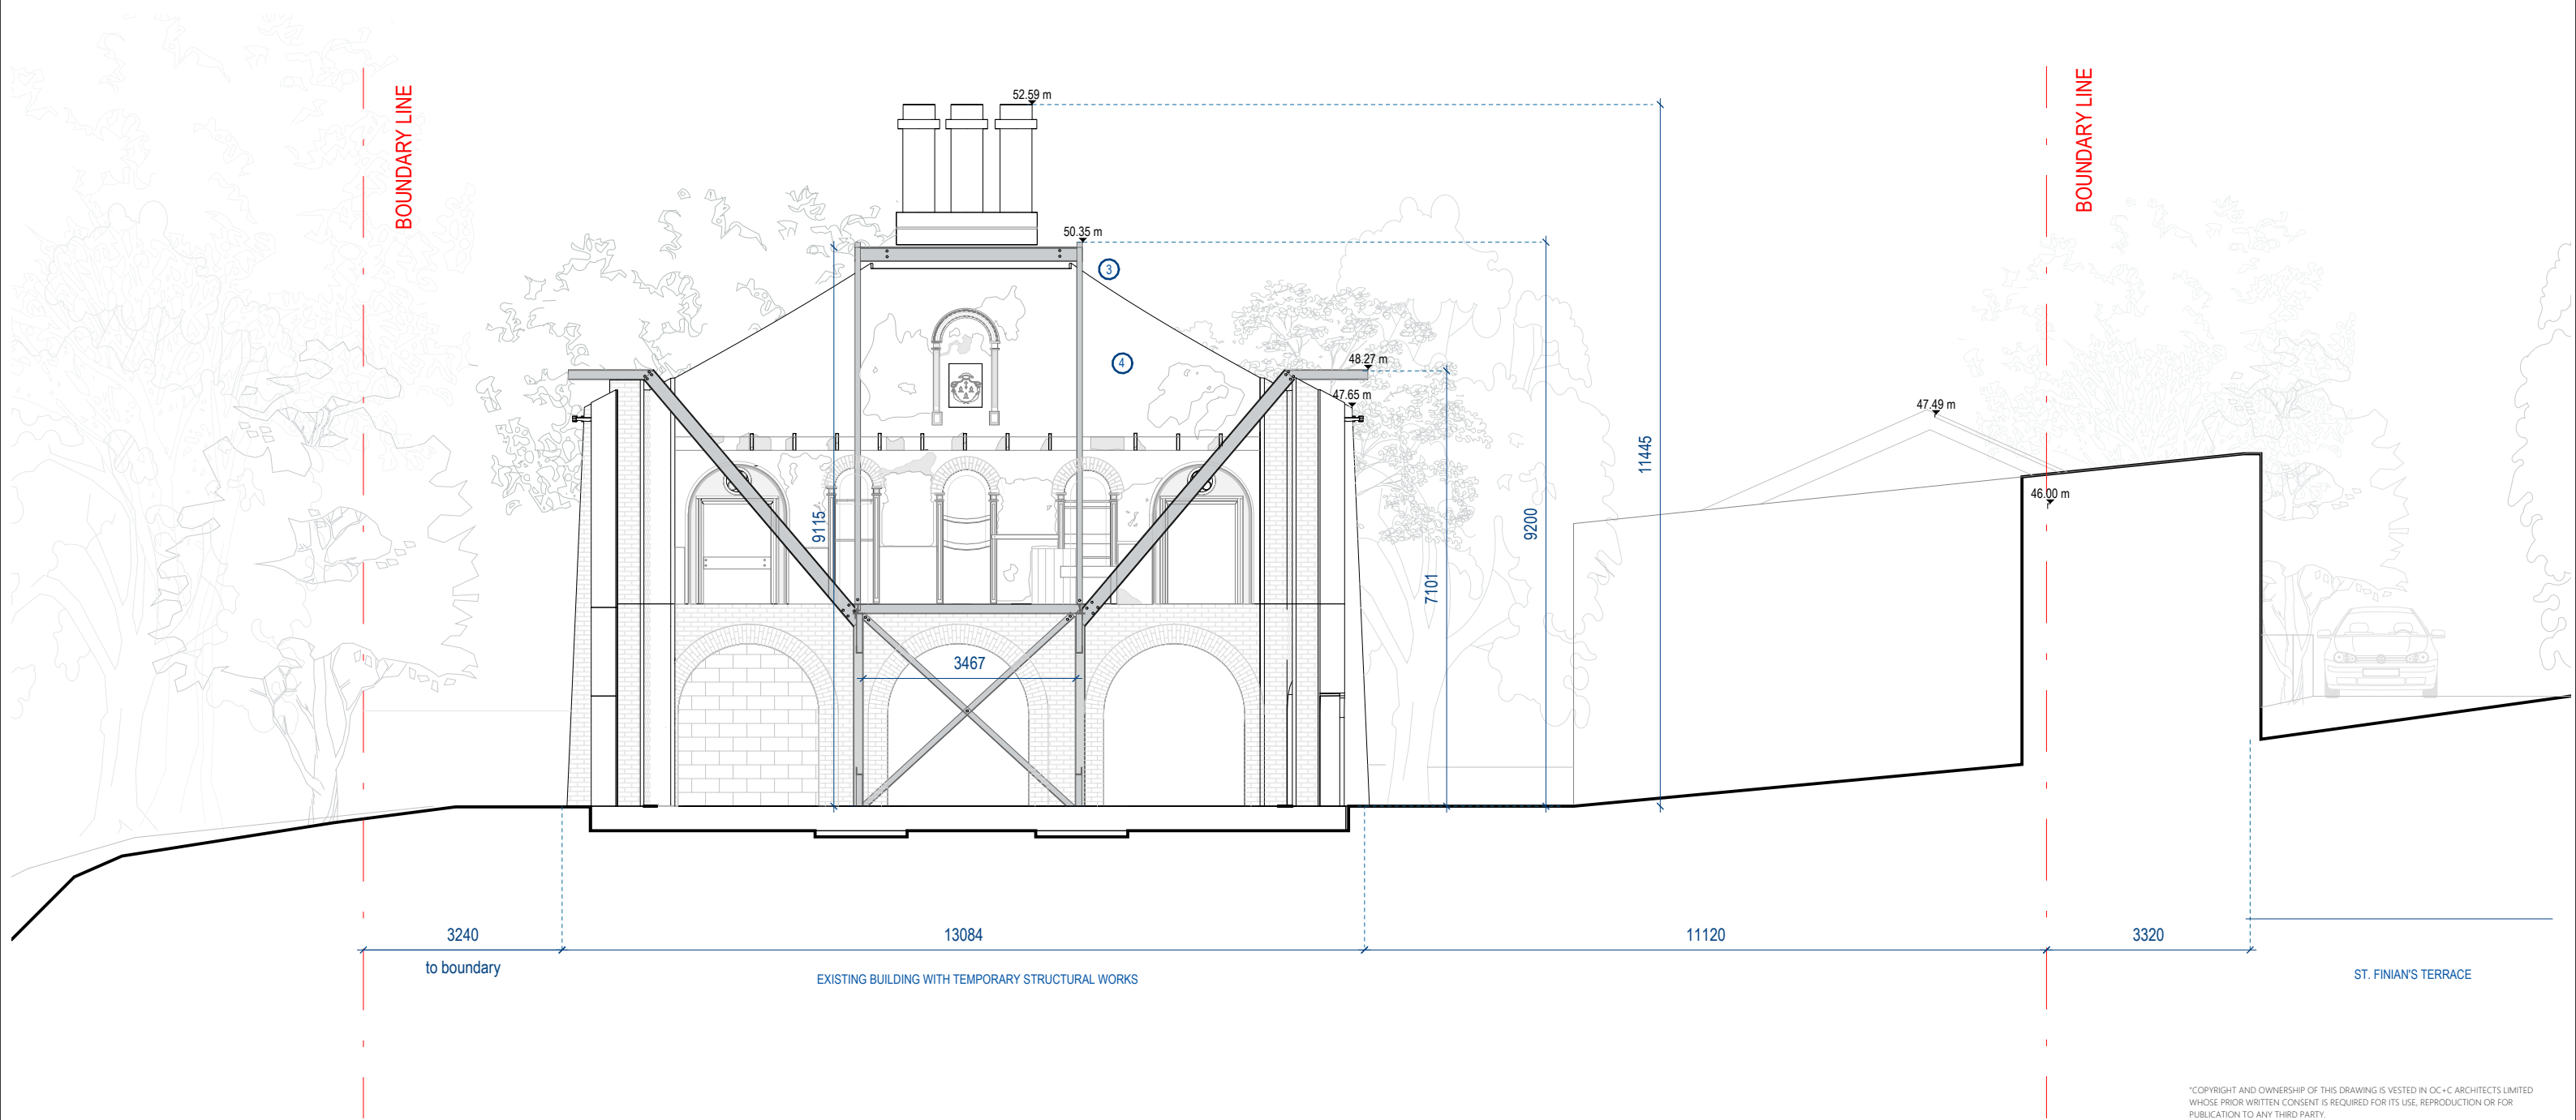 BOUNDARY LINE
BOUNDARY LINE
52.59 m
50.35 m
3
4
48.27 m
47.65 m
47.49 m
46.00 m
11445
9200
9115
7101
3467
3240
13084
11120
3320
to boundary
EXISTING BUILDING WITH TEMPORARY STRUCTURAL WORKS
ST. FINIAN'S TERRACE
"COPYRIGHT AND OWNERSHIP OF THIS DRAWING IS VESTED IN OC+C ARCHITECTS LIMITED
WHOSE PRIOR WRITTEN CONSENT IS REQUIRED FOR ITS USE, REPRODUCTION OR FOR
PUBLICATION TO ANY THIRD PARTY.